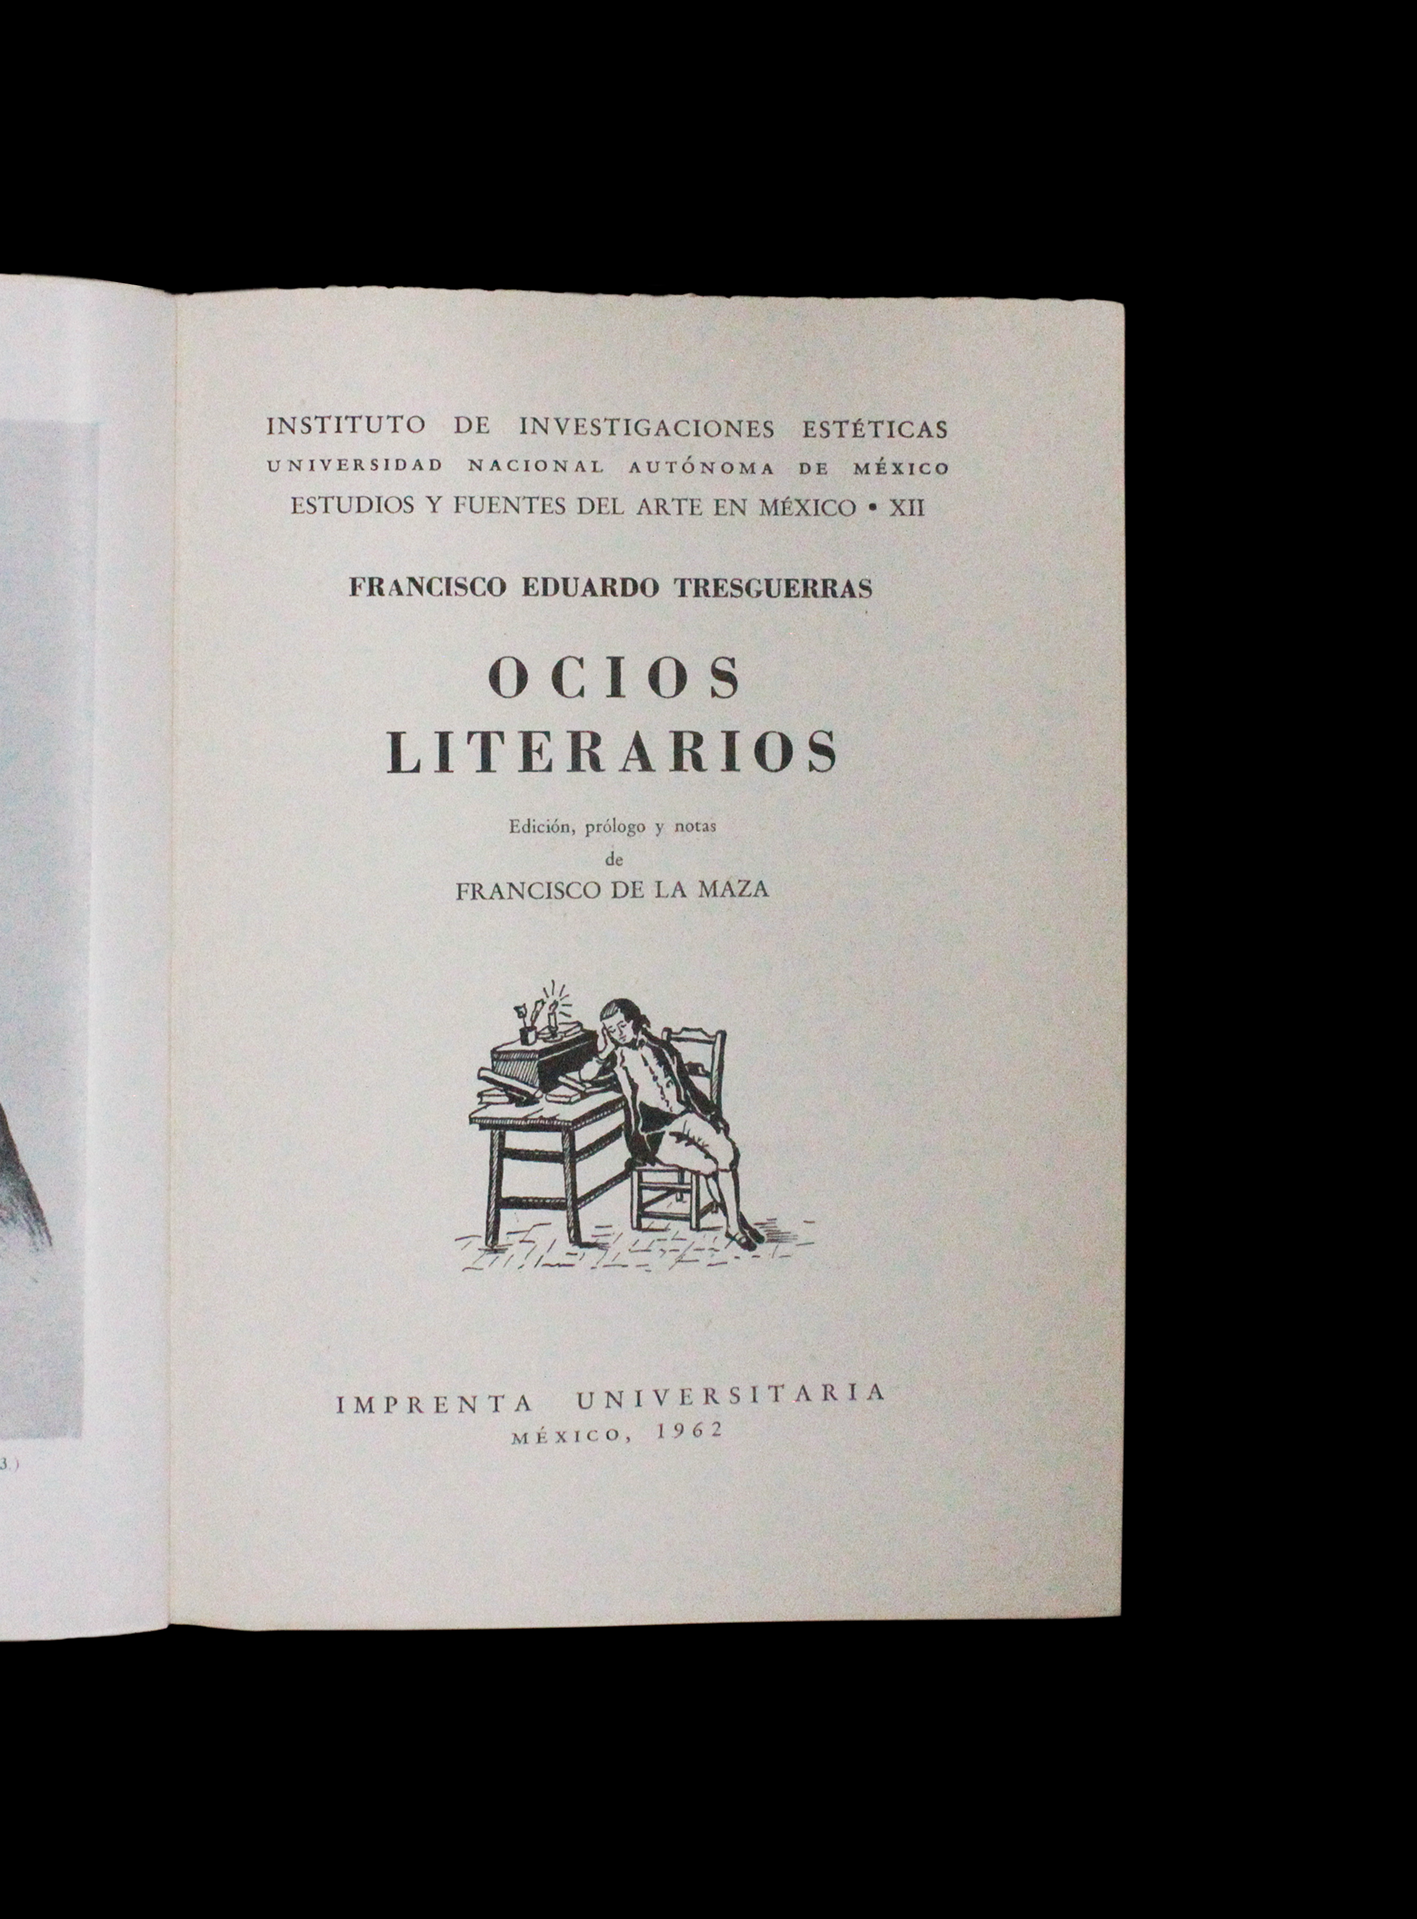 INSTITUTO DE INVESTIGACIONES ESTÉTICAS
UNIVERSIDAD NACIONAL AUTÓNOMA DE MÉXICO
ESTUDIOS Y FUENTES DEL ARTE EN MÉXICO • XII
FRANCISCO EDUARDO TRESGUERRAS
OCIOS
LITERARIOS
Edición, prólogo y notas
de
FRANCISCO DE LA MAZA
IMPRENTA UNIVERSITARIA
MÉXICO, 1962
3.)